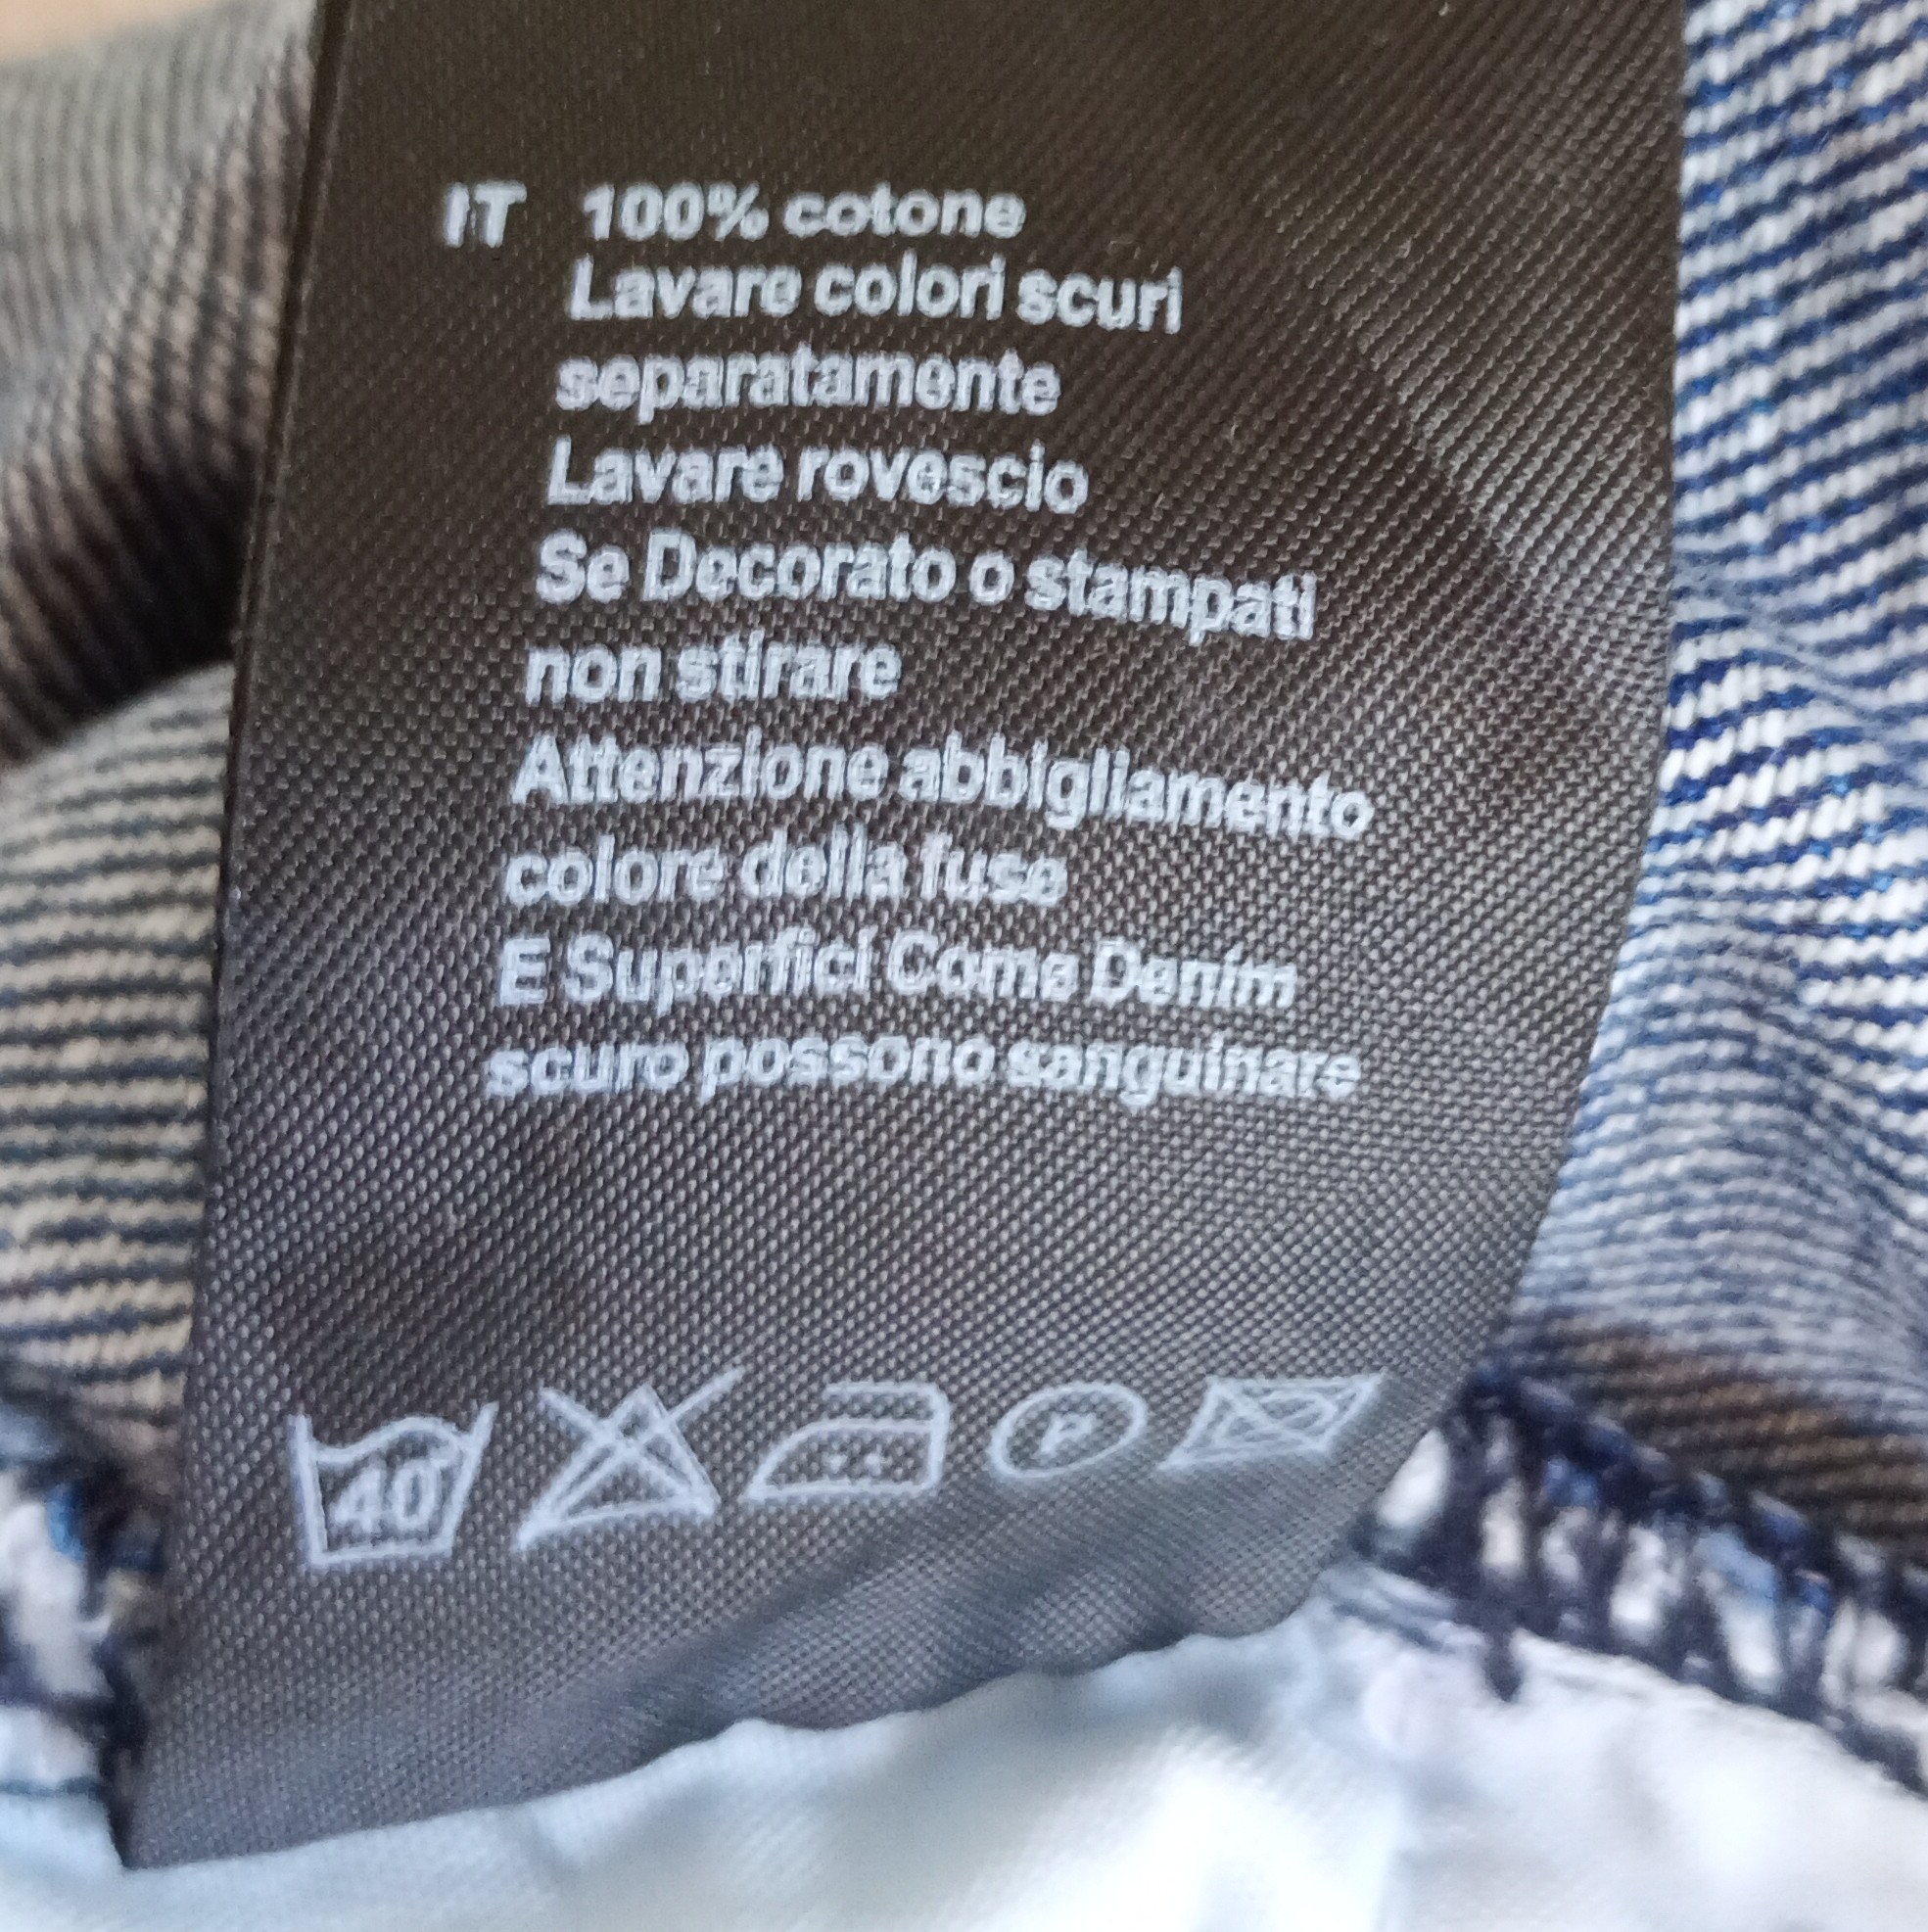 IT 100% cotone
Lavare colori scuri
separatamente
Lavare rovescio
Se Decorato o stampati
non stirare
Attenzione abbigliamento
colore della fuse
E Superfici Come Denim
scuro possono sanguinare
40 P